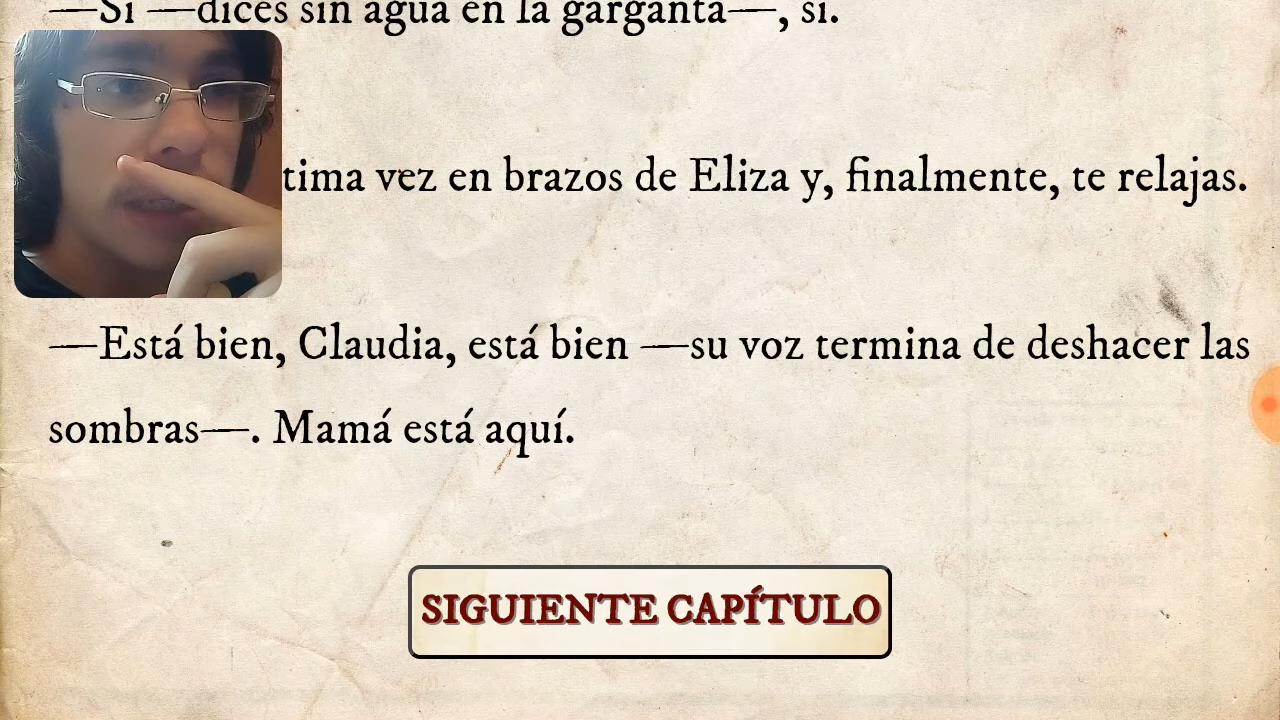 —Sí —dices sin agua en la garganta—, sí.
tima vez en brazos de Eliza y, finalmente, te relajas.
—Está bien, Claudia, está bien —su voz termina de deshacer las
sombras—. Mamá está aquí.
SIGUIENTE CAPÍTULO